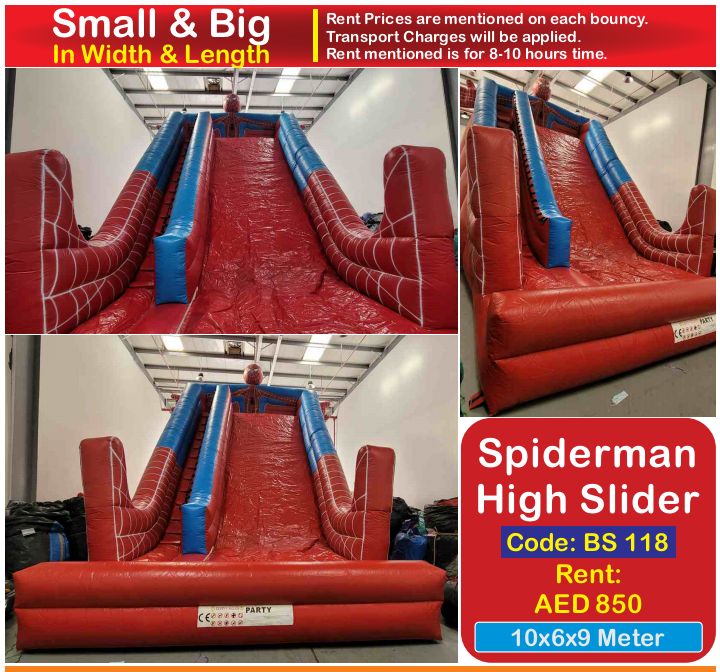 Small & Big
In Width & Length
Rent Prices are mentioned on each bouncy.
Transport Charges will be applied.
Rent mentioned is for 8-10 hours time.
PARTY
CE
PARTY
CE
Spiderman
High Slider
Code: BS 118
Rent:
AED 850
10x6x9 Meter